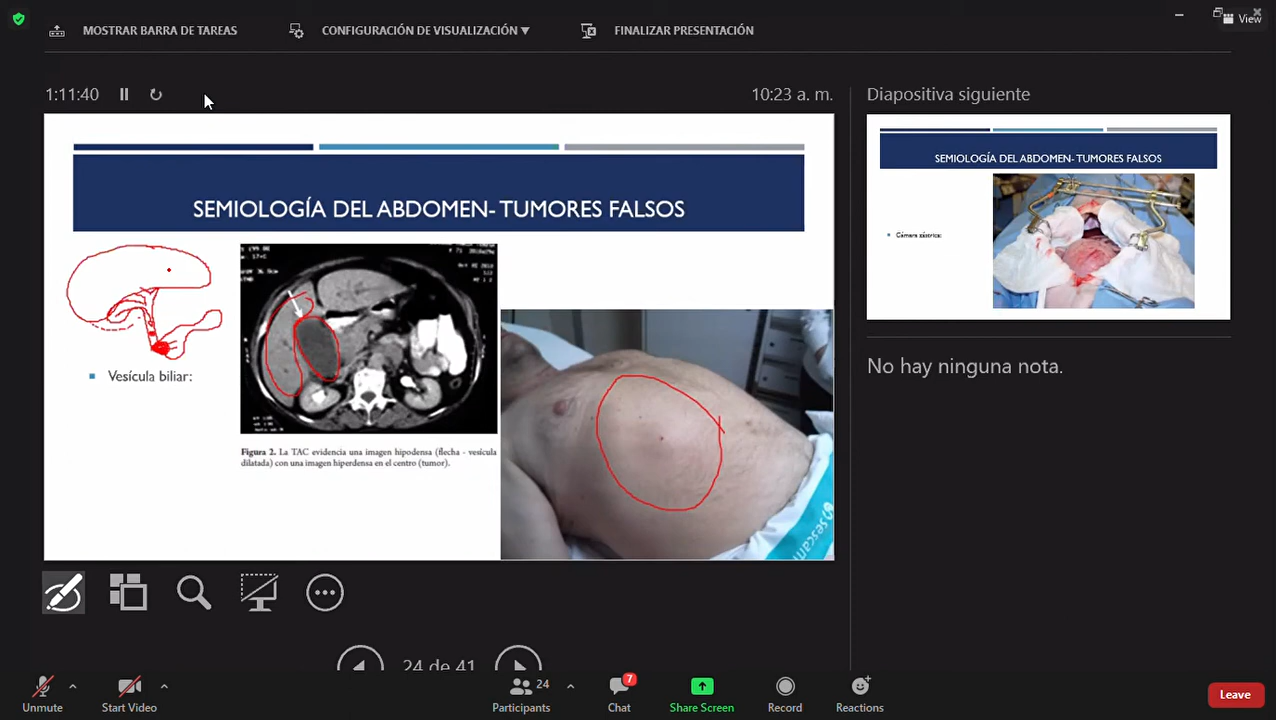 View
MOSTRAR BARRA DE TAREAS
CONFIGURACIÓN DE VISUALIZACIÓN ▼
FINALIZAR PRESENTACIÓN
1:11:40
10:23 a. m.
SEMIOLOGÍA DEL ABDOMEN- TUMORES FALSOS
▪ Vesícula biliar:
Figura 2. La TAC evidencia una imagen hipodensa (flecha - vesícula
dilatada) con una imagen hiperdensa en el centro (tumor).
sescam
Diapositiva siguiente
SEMIOLOGÍA DEL ABDOMEN- TUMORES FALSOS
▪ Cámara gástrica:
No hay ninguna nota.
24 de 41
Unmute
Start Video
24
Participants
7
Chat
Share Screen
Record
Reactions
Leave